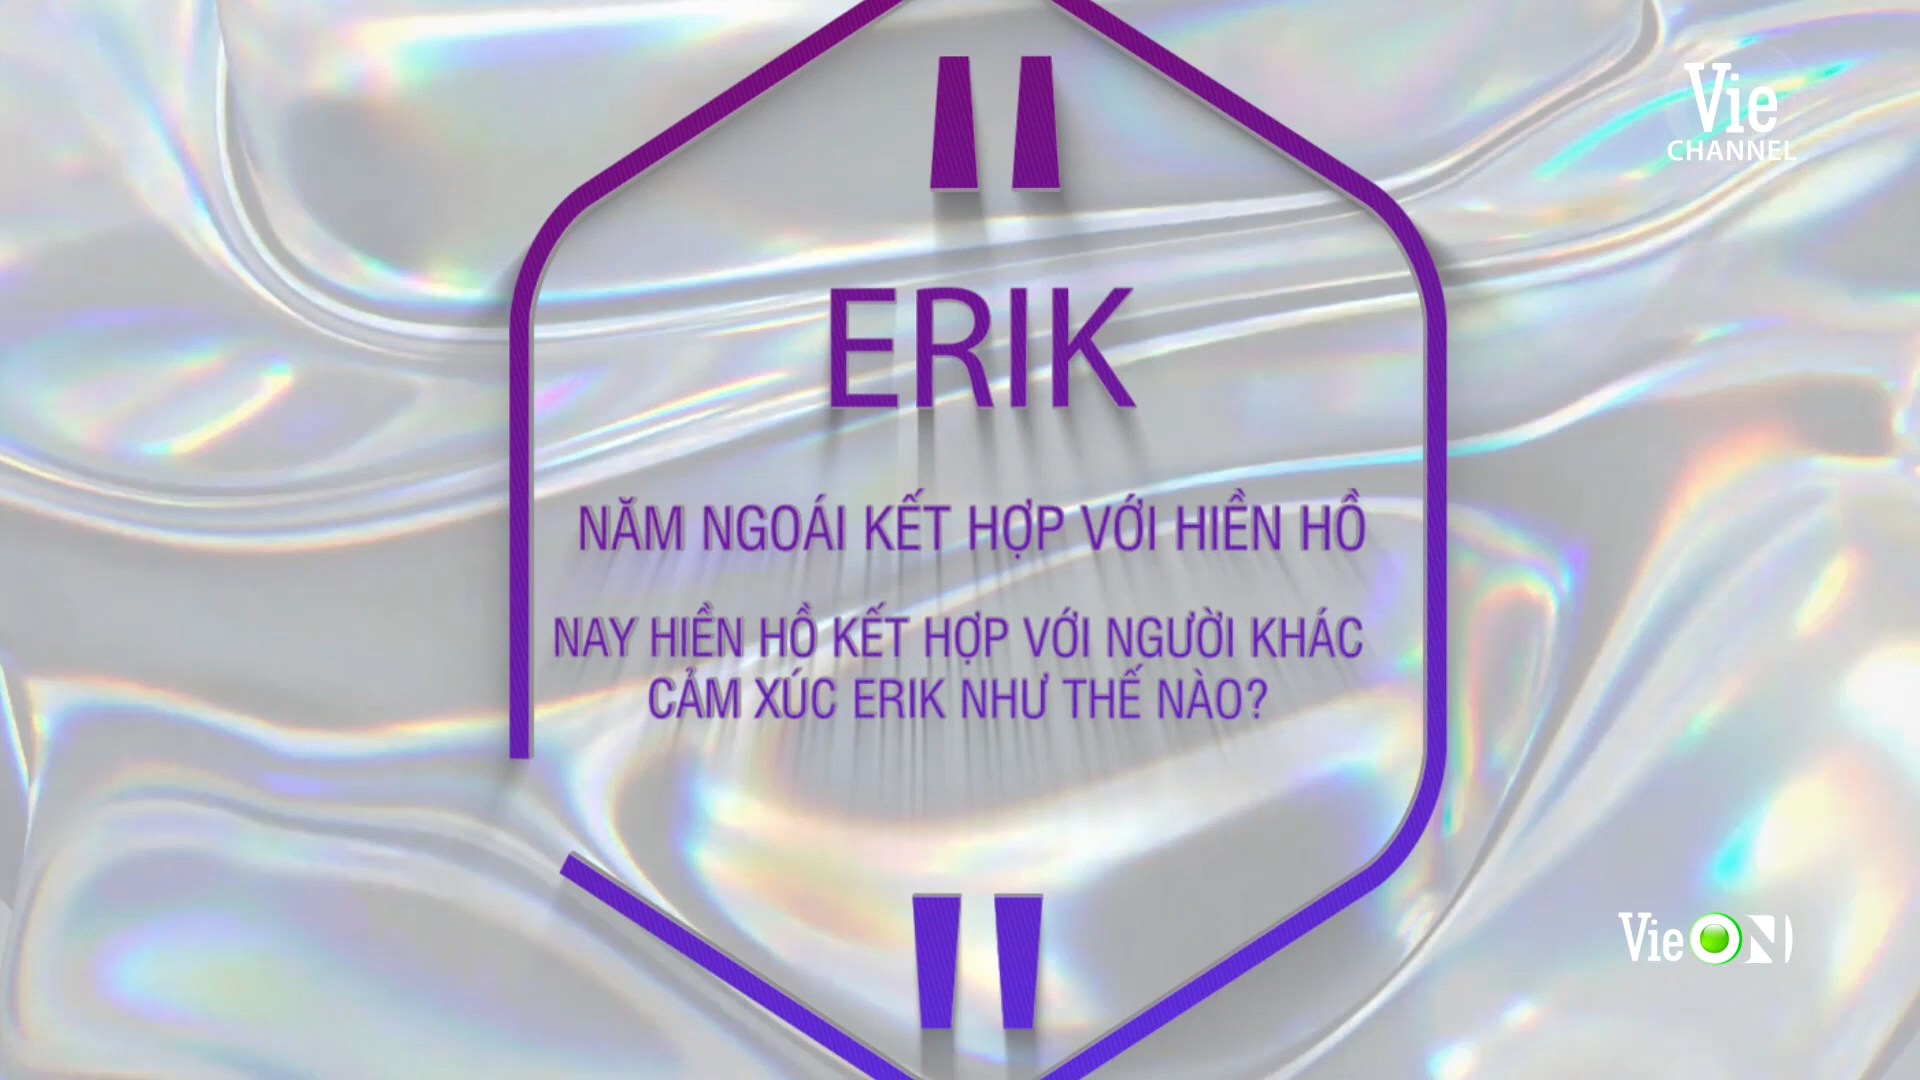 Vie
CHANNEL
"
ERIK
NĂM NGOÁI KẾT HỢP VỚI HIỀN HỒ
NAY HIỀN HỒ KẾT HỢP VỚI NGƯỜI KHÁC
CẢM XÚC ERIK NHƯ THẾ NÀO?
"
VieON